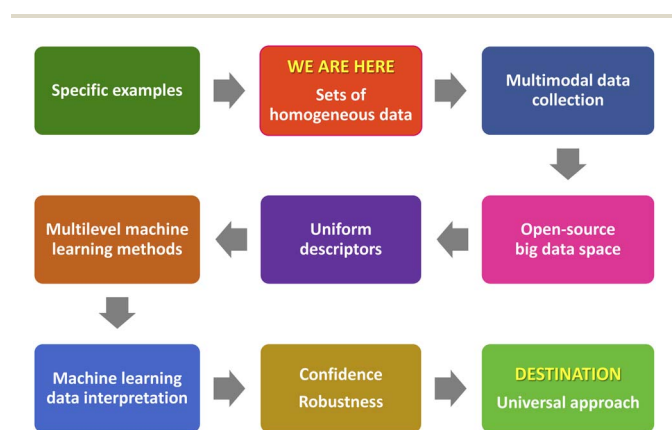 Specific examples
WE ARE HERE
Sets of
homogeneous data
Multimodal data
collection
Open-source
big data space
Uniform
descriptors
Multilevel machine
learning methods
Machine learning
data interpretation
Confidence
Robustness
DESTINATION
Universal approach